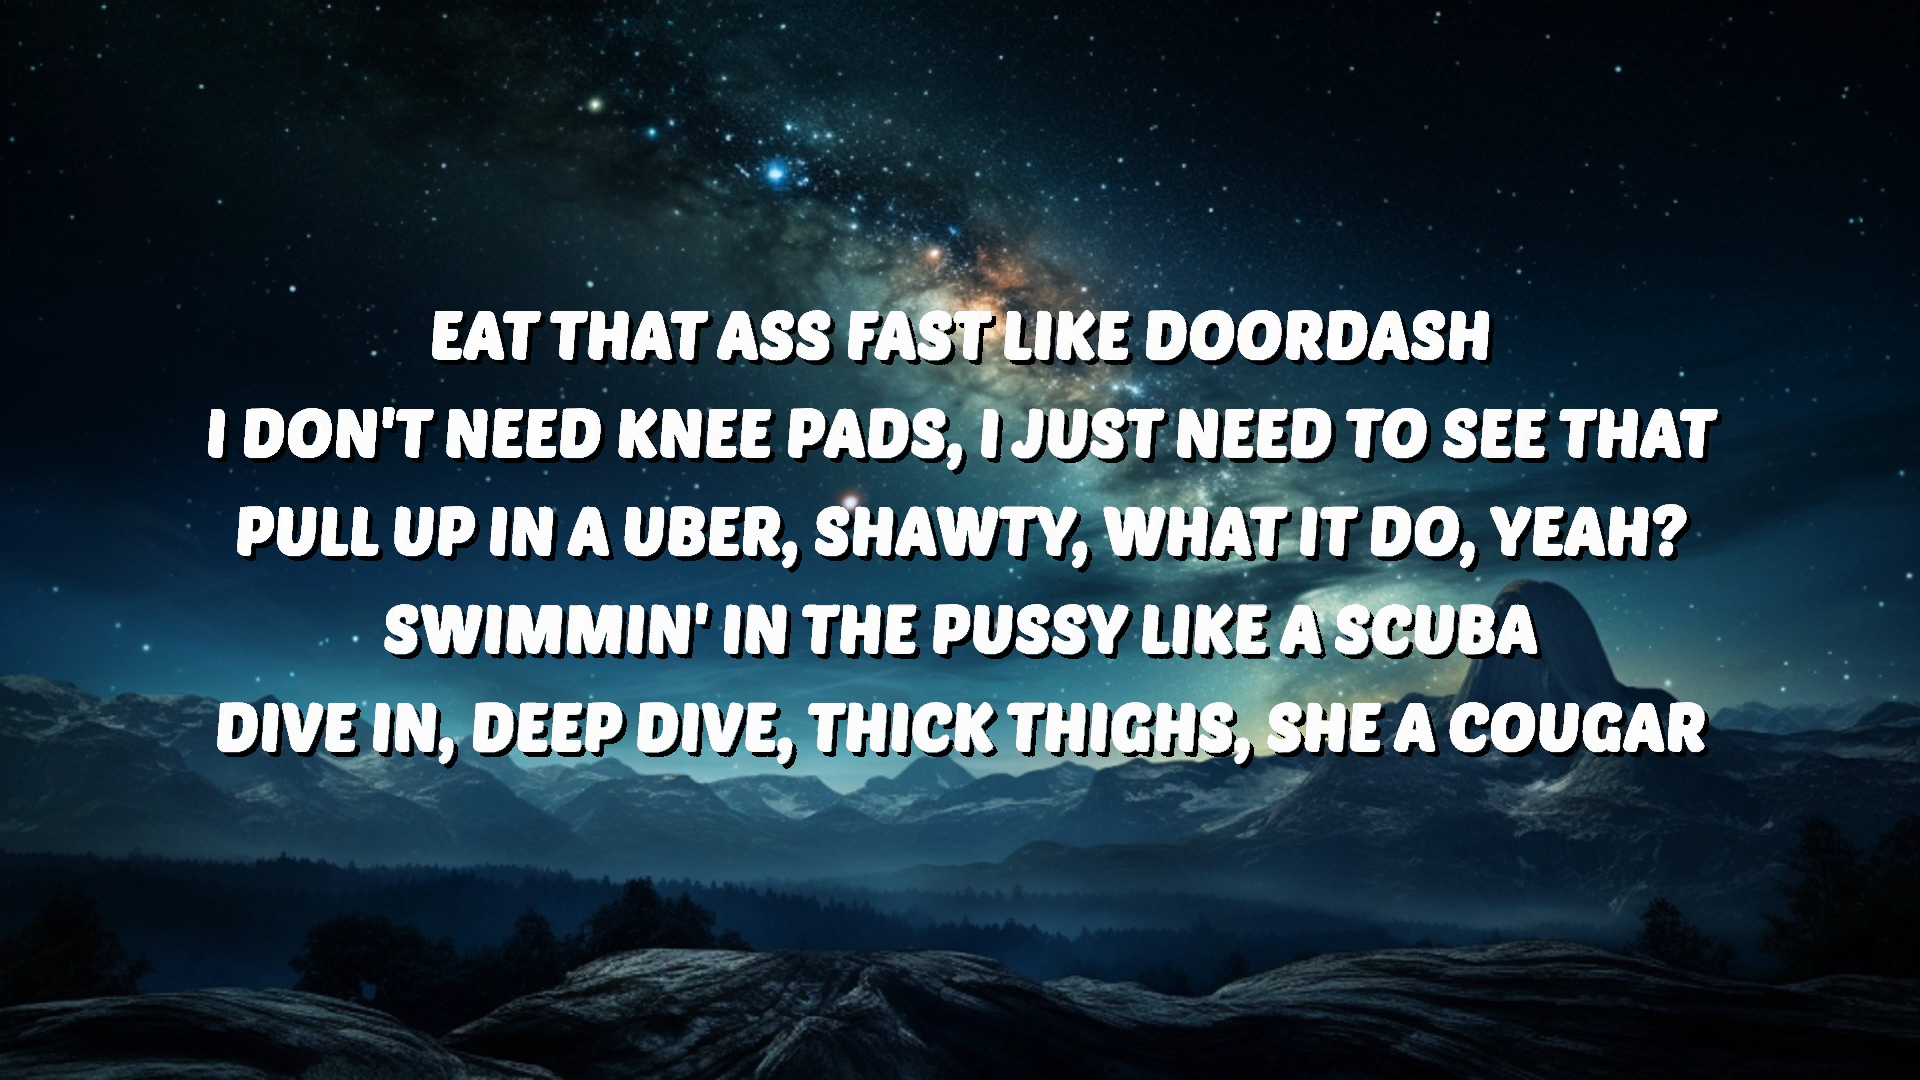 EAT THAT ASS FAST LIKE DOORDASH
I DON'T NEED KNEE PADS, I JUST NEED TO SEE THAT
PULL UP IN A UBER, SHAWTY, WHAT IT DO, YEAH?
SWIMMIN' IN THE PUSSY LIKE A SCUBA
DIVE IN, DEEP DIVE, THICK THIGHS, SHE A COUGAR